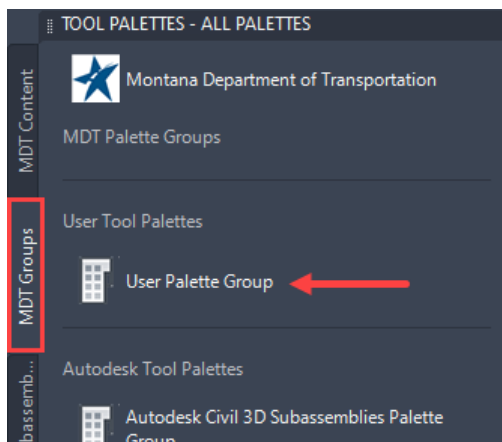 TOOL PALETTES - ALL PALETTES
MDT Content
Montana Department of Transportation
MDT Palette Groups
MDT Groups
User Tool Palettes
User Palette Group
Autodesk Tool Palettes
bassemb...
Autodesk Civil 3D Subassemblies Palette
Group